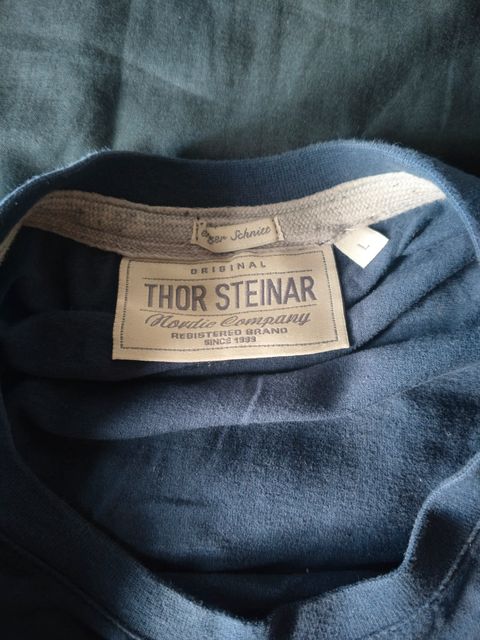 Schnitt
L
ORIGINAL
THOR STEINAR
Nordic Company
REGISTERED BRAND
SINCE 1999